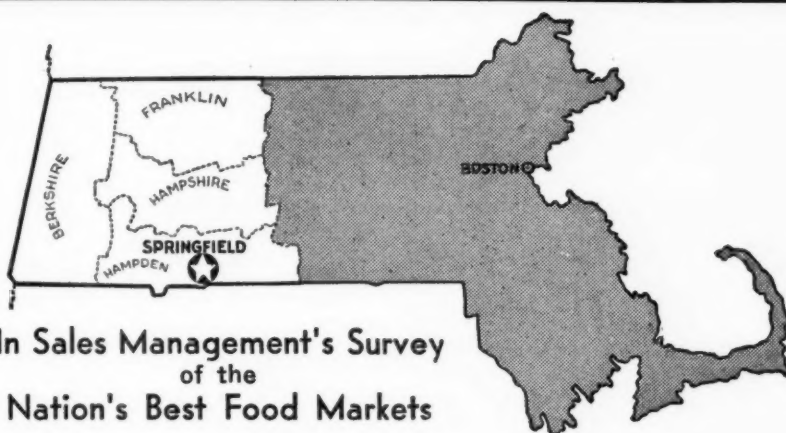 FRANKLIN
BERKSHIRE
HAMPSHIRE
BOSTON
SPRINGFIELD
HAMPDEN
In Sales Management's Survey
of the
Nation's Best Food Markets